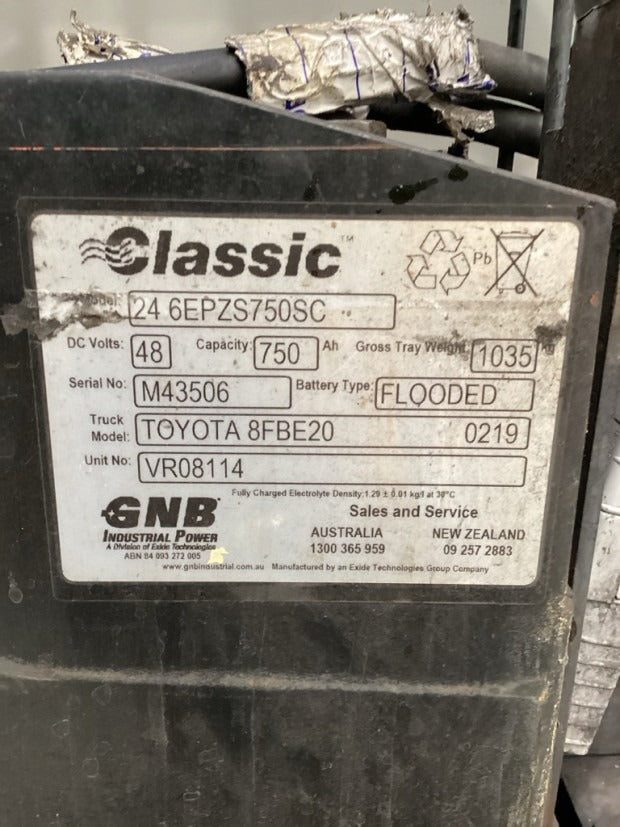 Classic™
Pb
Model: 24 6EPZS750SC
DC Volts: 48 Capacity: 750 Ah Gross Tray Weight: 1035 kg
Serial No: M43506 Battery Type: FLOODED
Truck Model: TOYOTA 8FBE20 0219
Unit No: VR08114
Fully Charged Electrolyte Density:1.29 ± 0.01 kg/l at 30°C
GNB
INDUSTRIAL POWER
A Division of Exide Technologies
ABN 84 093 272 005
Sales and Service
AUSTRALIA NEW ZEALAND
1300 365 959 09 257 2883
www.gnbindustrial.com.au Manufactured by an Exide Technologies Group Company